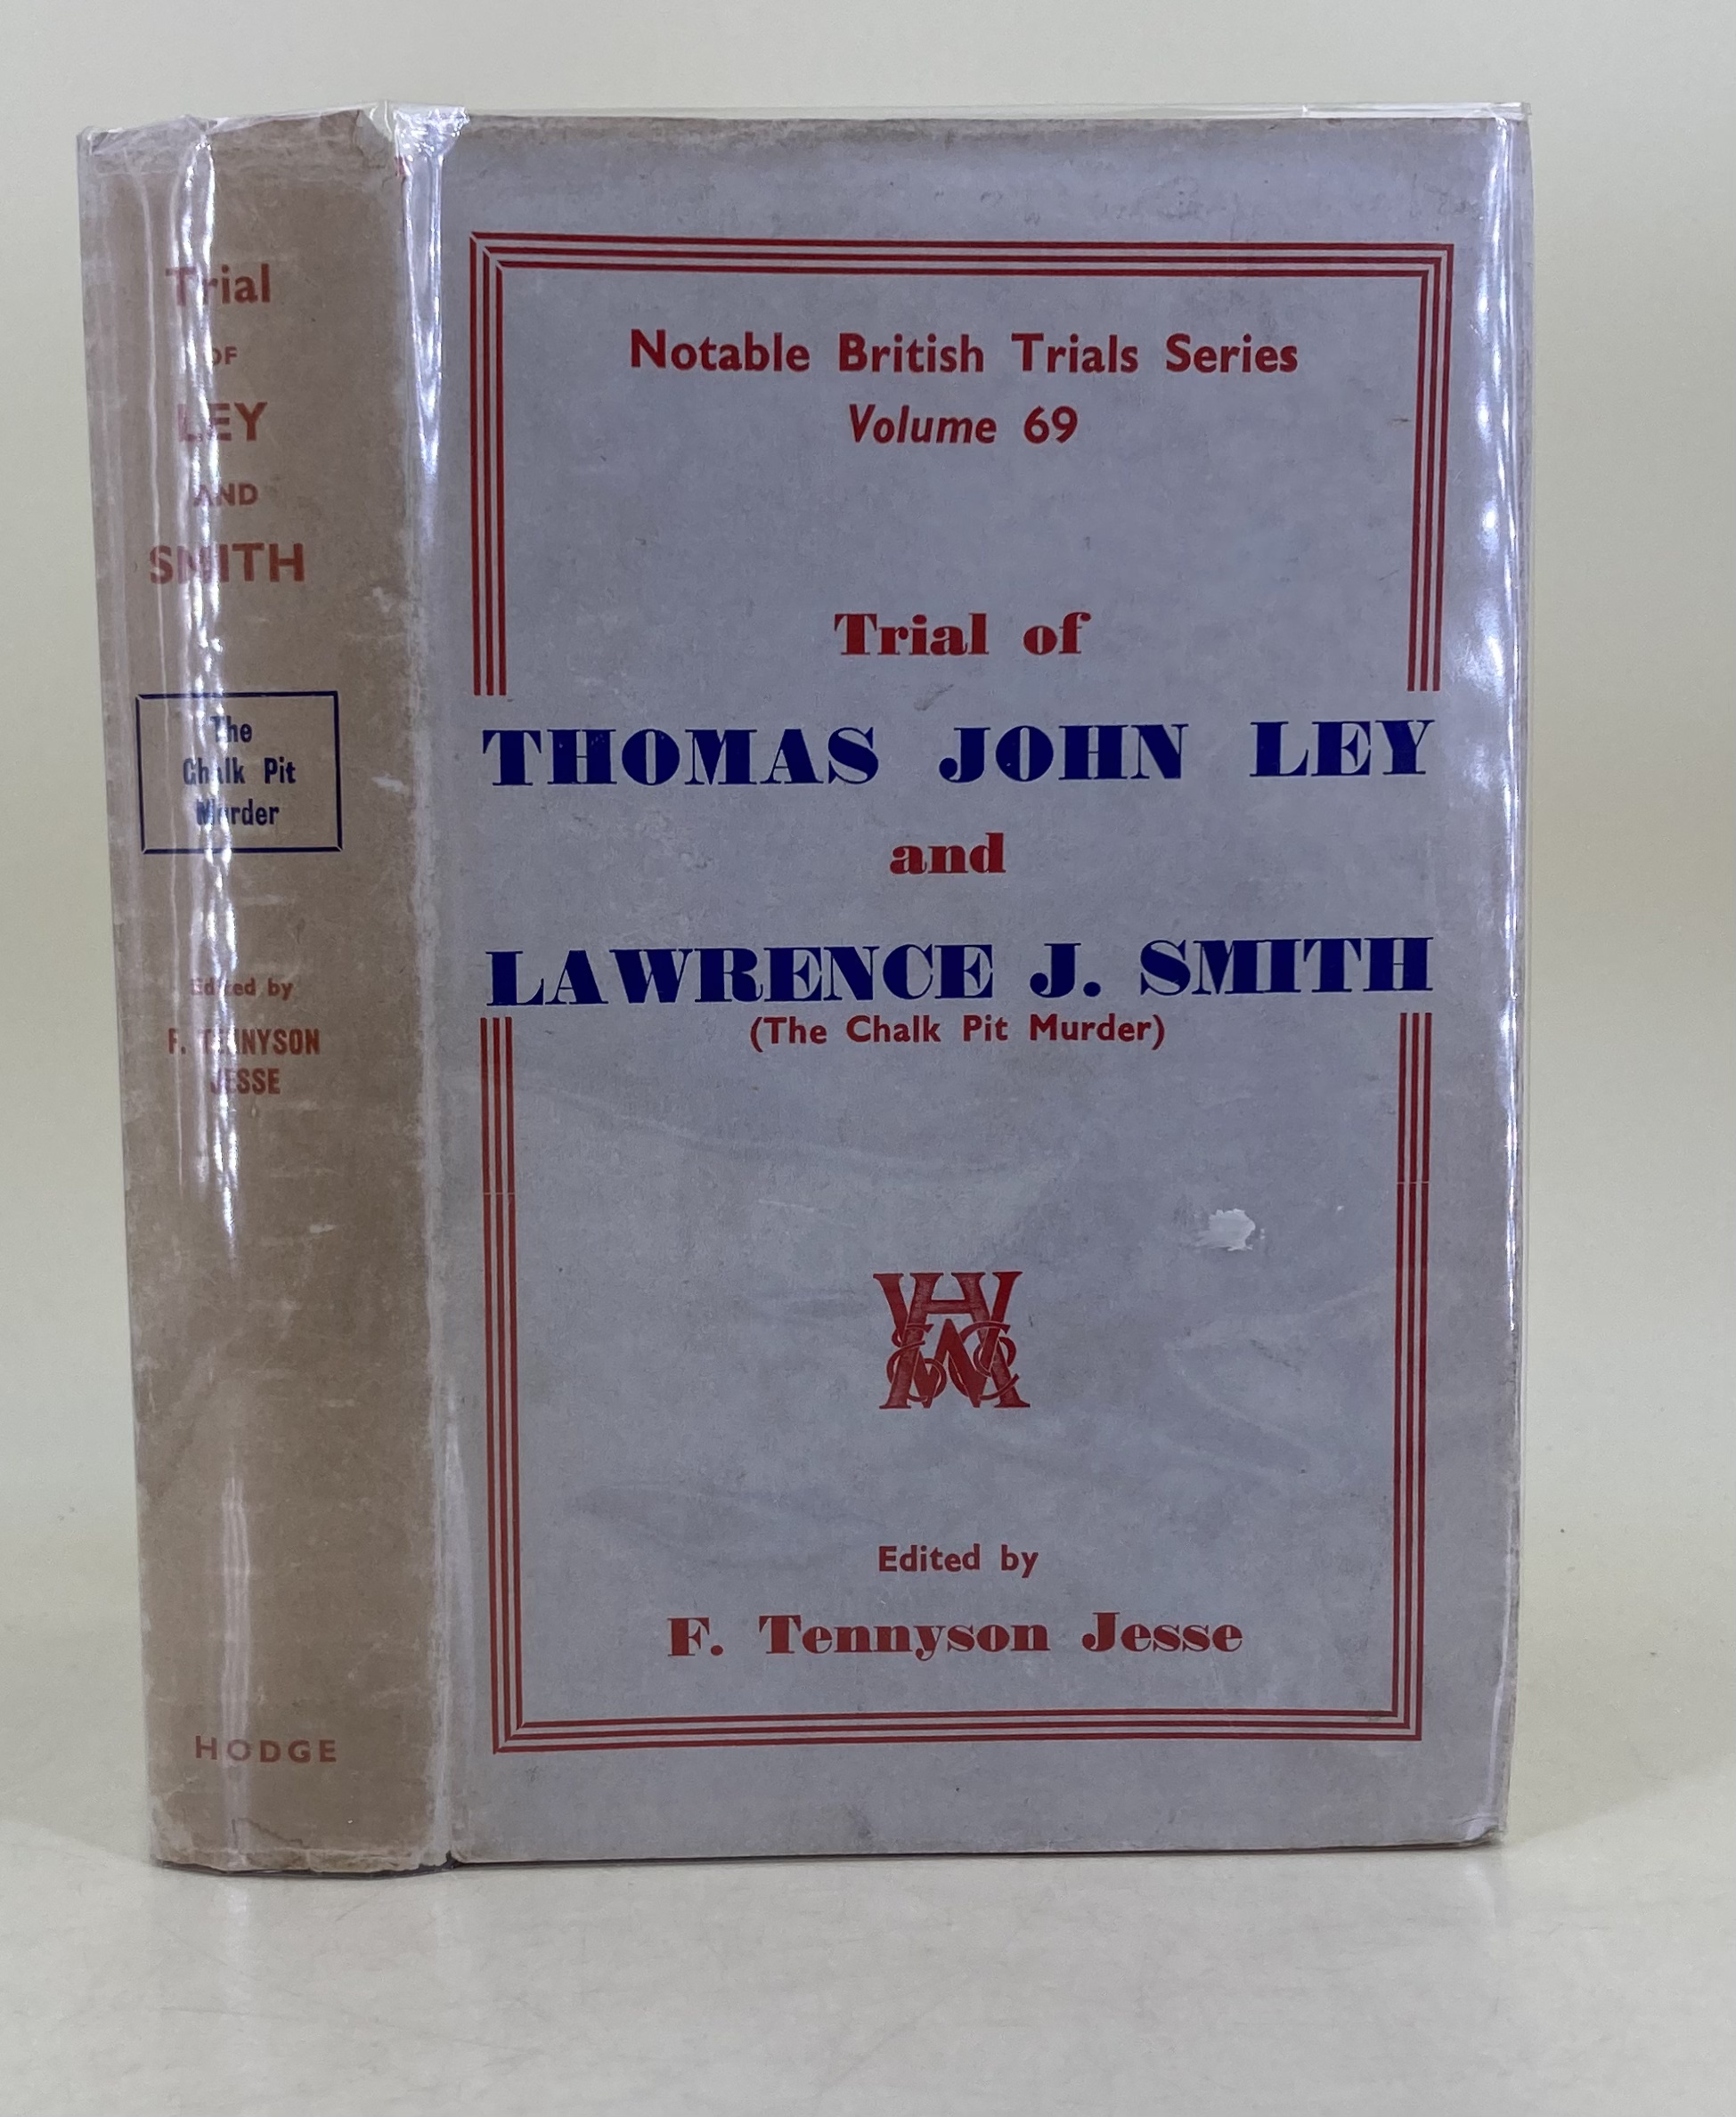 Trial
OF
LEY
AND
SMITH
The
Chalk Pit
Murder
Edited by
F. TENNYSON
JESSE
HODGE
Notable British Trials Series
Volume 69
Trial of
THOMAS JOHN LEY
and
LAWRENCE J. SMITH
(The Chalk Pit Murder)
Edited by
F. Tennyson Jesse